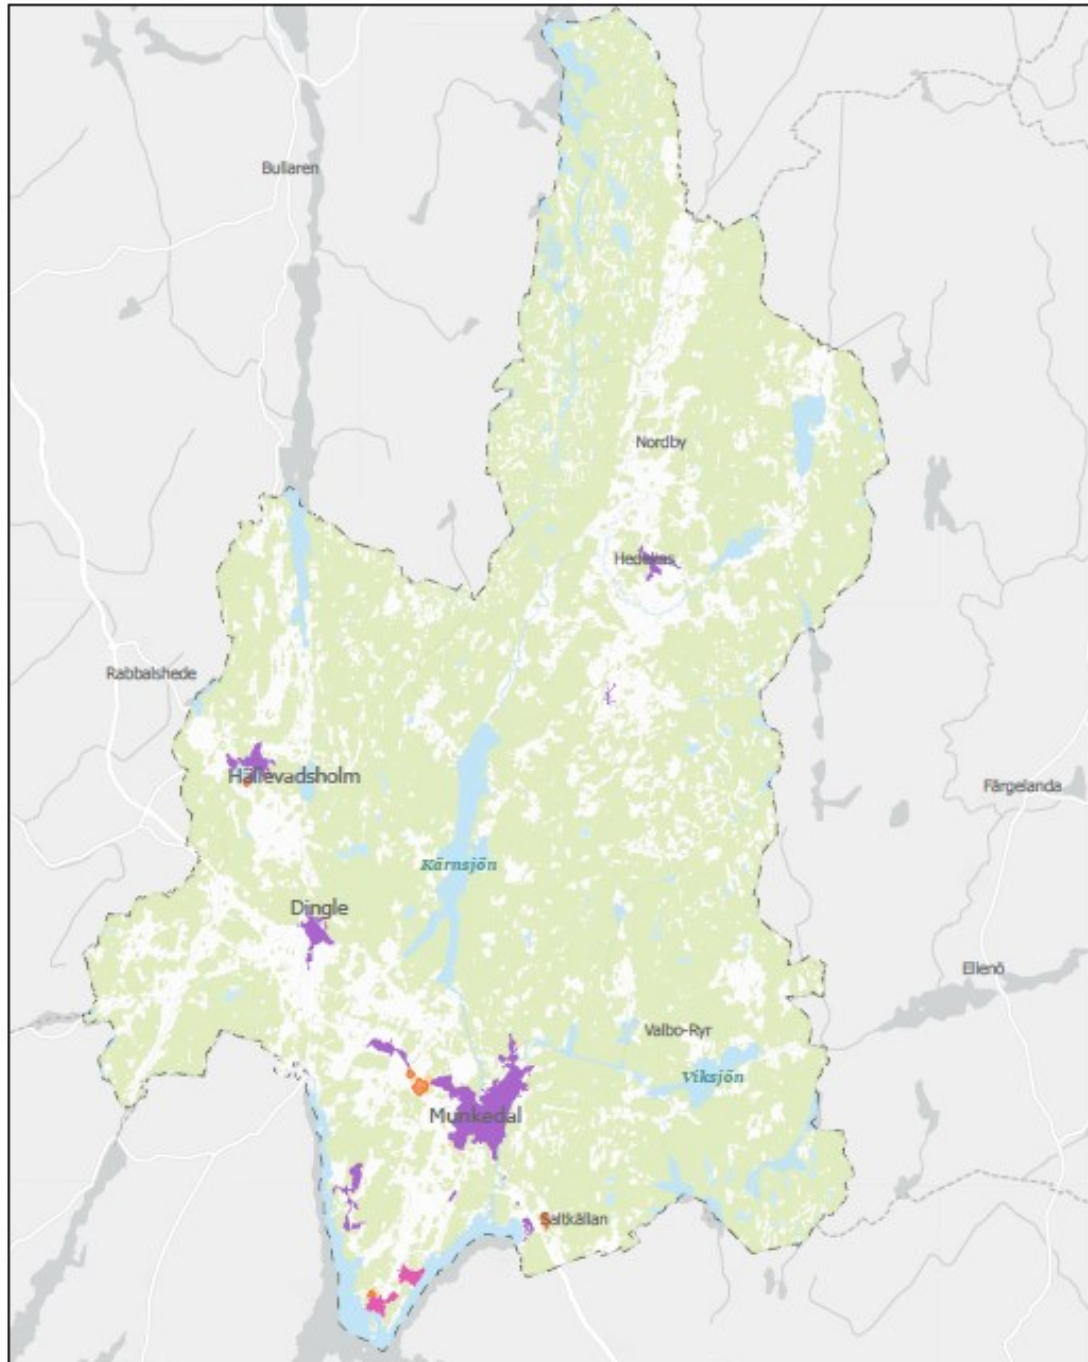 Bullaren
Nordby
Hedekas
Rabbalshede
Hällevadsholm
Färgelanda
Kärnsjön
Dingle
Ellenö
Valbo-Ryr
Viksjön
Munkedal
Saltkällan